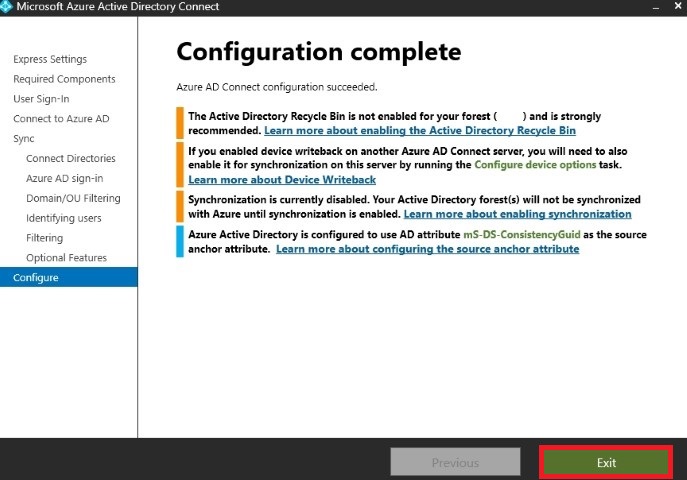 Microsoft Azure Active Directory Connect
Express Settings
Required Components
User Sign-In
Connect to Azure AD
Sync
Connect Directories
Azure AD sign-in
Domain/OU Filtering
Identifying users
Filtering
Optional Features
Configure
Configuration complete
Azure AD Connect configuration succeeded.
The Active Directory Recycle Bin is not enabled for your forest ( ) and is strongly
recommended. Learn more about enabling the Active Directory Recycle Bin
If you enabled device writeback on another Azure AD Connect server, you will need to also
enable it for synchronization on this server by running the Configure device options task.
Learn more about Device Writeback
Synchronization is currently disabled. Your Active Directory forest(s) will not be synchronized
with Azure until synchronization is enabled. Learn more about enabling synchronization
Azure Active Directory is configured to use AD attribute mS-DS-ConsistencyGuid as the source
anchor attribute. Learn more about configuring the source anchor attribute
Previous
Exit